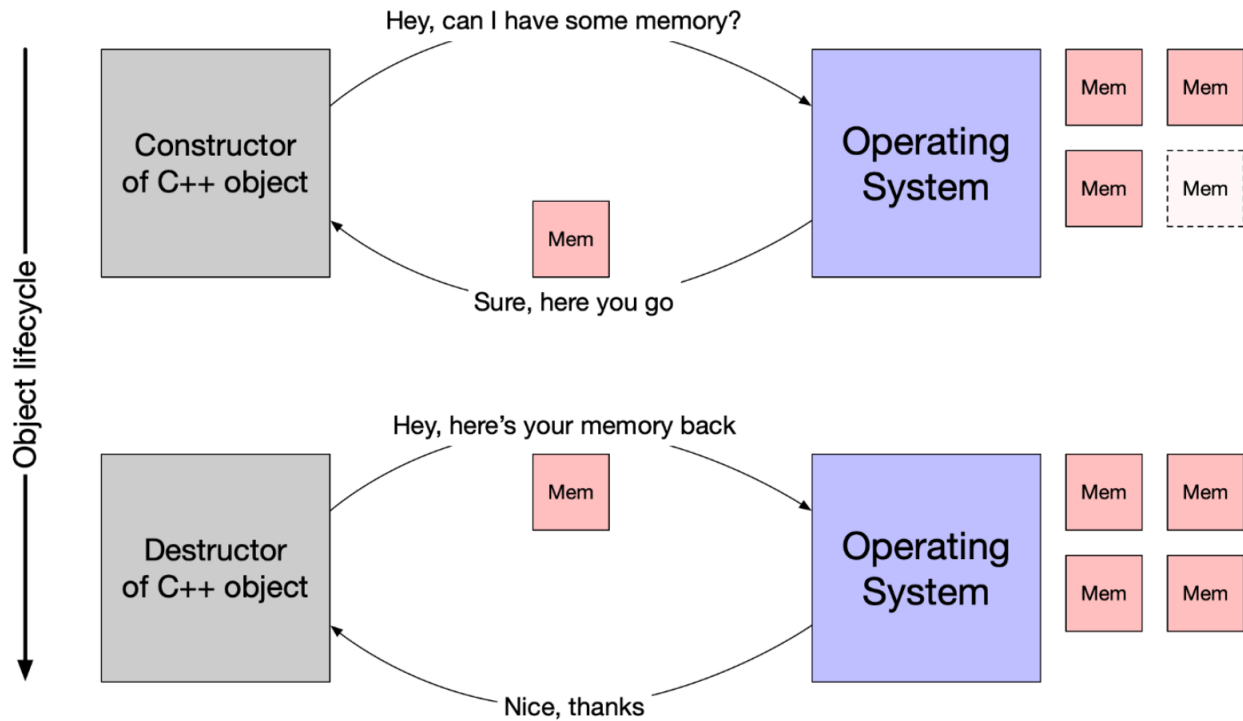 Hey, can I have some memory?
Constructor
of C++ object
Operating
System
Mem
Mem
Mem
Mem
Mem
Sure, here you go
Object lifecycle
Hey, here’s your memory back
Mem
Destructor
of C++ object
Operating
System
Mem
Mem
Mem
Mem
Nice, thanks